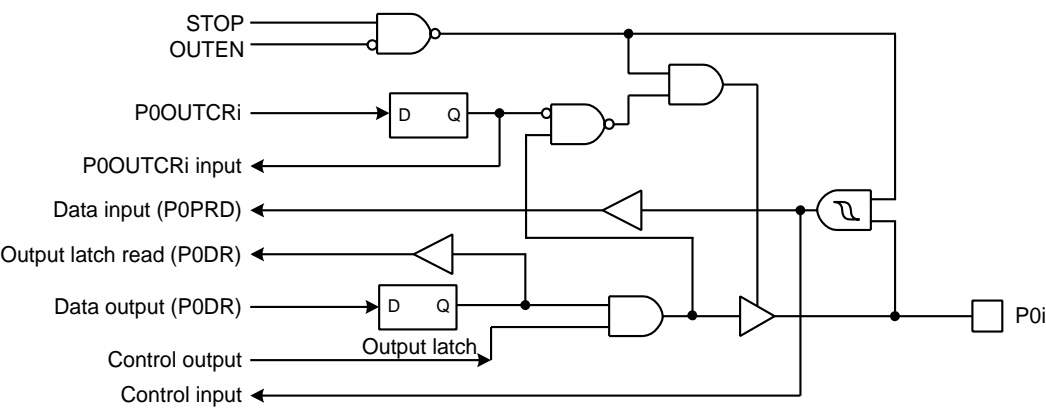 STOP
OUTEN
P0OUTCRi
D Q
P0OUTCRi input
Data input (P0PRD)
Output latch read (P0DR)
Data output (P0DR)
D Q
P0i
Output latch
Control output
Control input